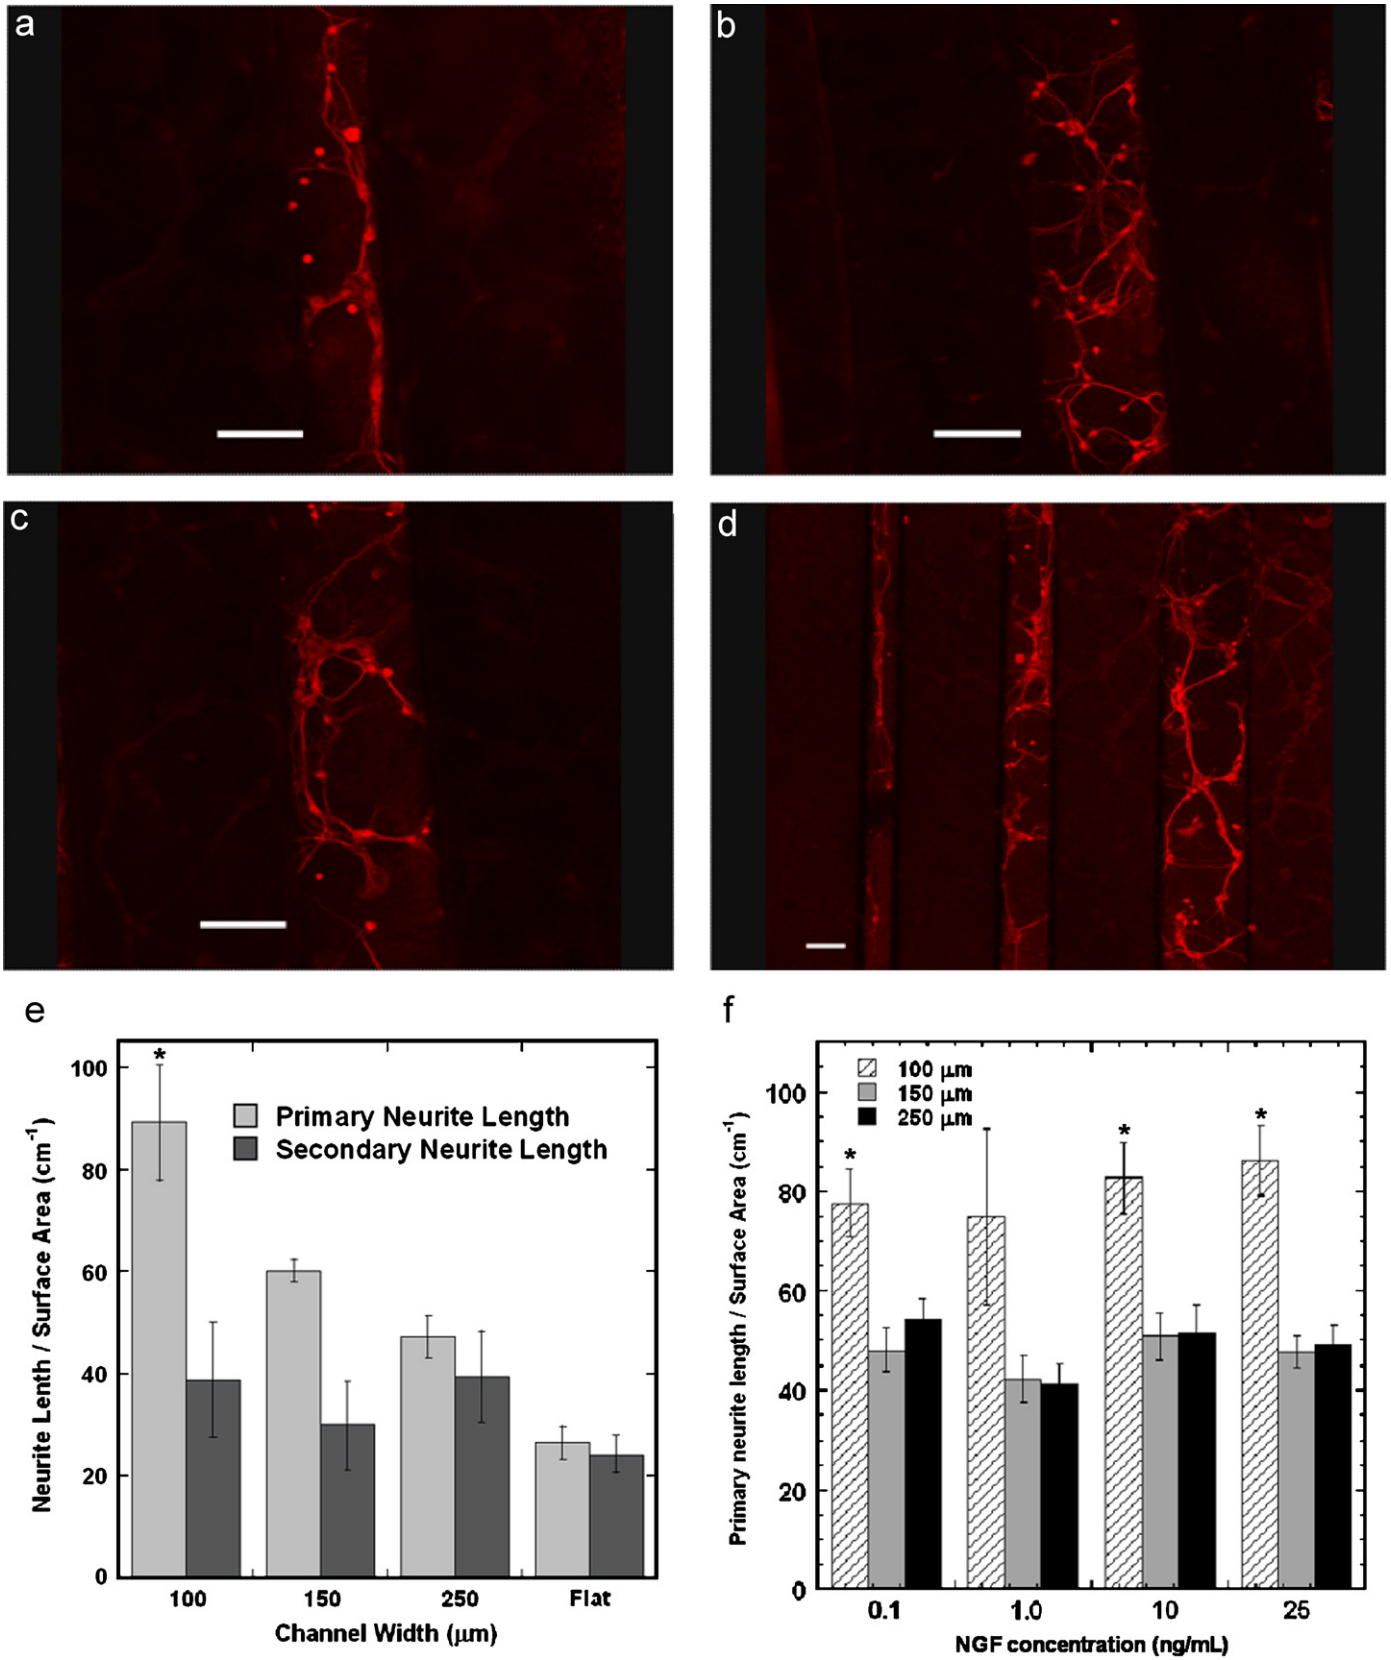 a
b
c
d
e
f
*
100
80
60
40
20
0
Neurite Lenth / Surface Area (cm⁻¹)
Primary Neurite Length
Secondary Neurite Length
100
150
250
Flat
Channel Width (μm)
100 μm
150 μm
250 μm
*
*
*
100
80
60
40
20
0
Primary neurite length / Surface Area (cm⁻¹)
0.1
1.0
10
25
NGF concentration (ng/mL)